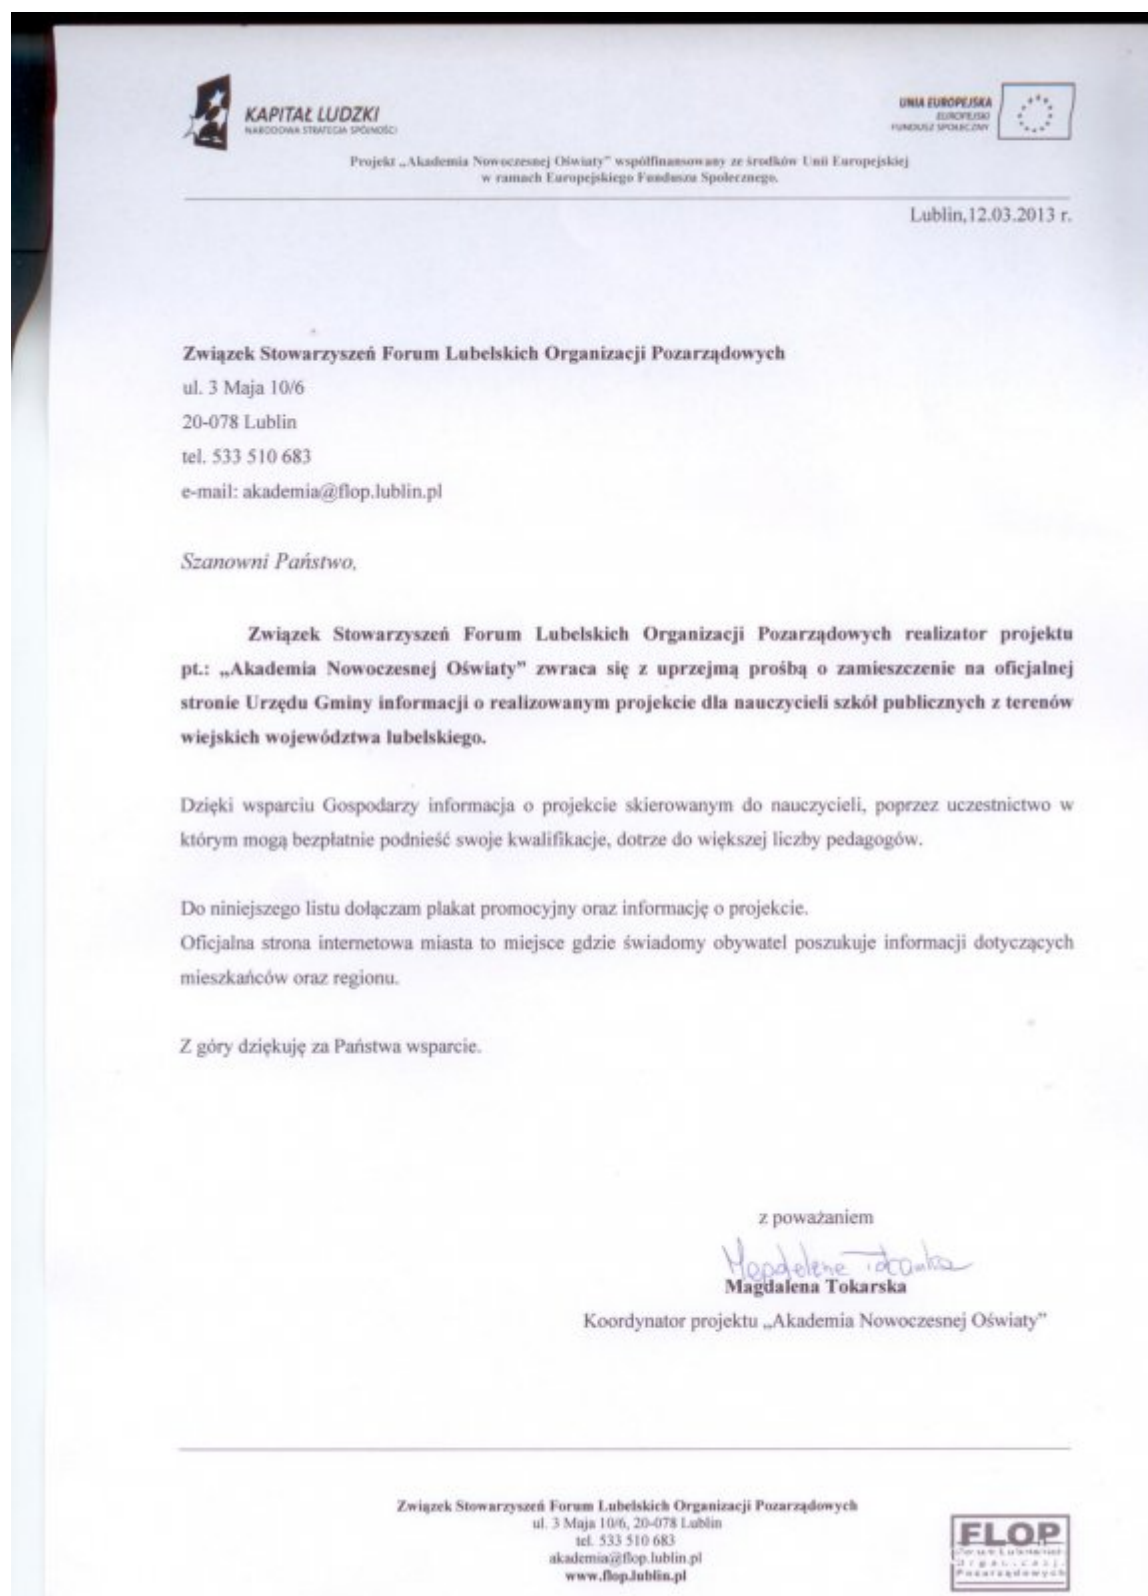 KAPITAŁ LUDZKI
NARODOWA STRATEGIA SPÓJNOŚCI
UNIA EUROPEJSKA
EUROPEJSKI
FUNDUSZ SPOŁECZNY
Projekt „Akademia Nowoczesnej Oświaty” współfinansowany ze środków Unii Europejskiej
w ramach Europejskiego Funduszu Społecznego.
Lublin,12.03.2013 r.
Związek Stowarzyszeń Forum Lubelskich Organizacji Pozarządowych
ul. 3 Maja 10/6
20-078 Lublin
tel. 533 510 683
e-mail: akademia@flop.lublin.pl
Szanowni Państwo,
Związek Stowarzyszeń Forum Lubelskich Organizacji Pozarządowych realizator projektu
pt.: „Akademia Nowoczesnej Oświaty” zwraca się z uprzejmą prośbą o zamieszczenie na oficjalnej
stronie Urzędu Gminy informacji o realizowanym projekcie dla nauczycieli szkół publicznych z terenów
wiejskich województwa lubelskiego.
Dzięki wsparciu Gospodarzy informacja o projekcie skierowanym do nauczycieli, poprzez uczestnictwo w
którym mogą bezpłatnie podnieść swoje kwalifikacje, dotrze do większej liczby pedagogów.
Do niniejszego listu dołączam plakat promocyjny oraz informację o projekcie.
Oficjalna strona internetowa miasta to miejsce gdzie świadomy obywatel poszukuje informacji dotyczących
mieszkańców oraz regionu.
Z góry dziękuję za Państwa wsparcie.
z poważaniem
Magdalena Tokarska
Magdalena Tokarska
Koordynator projektu „Akademia Nowoczesnej Oświaty”
Związek Stowarzyszeń Forum Lubelskich Organizacji Pozarządowych
ul. 3 Maja 10/6, 20-078 Lublin
tel. 533 510 683
akademia@flop.lublin.pl
www.flop.lublin.pl
FLOP
Forum Lubelskich
Organizacji
Pozarządowych